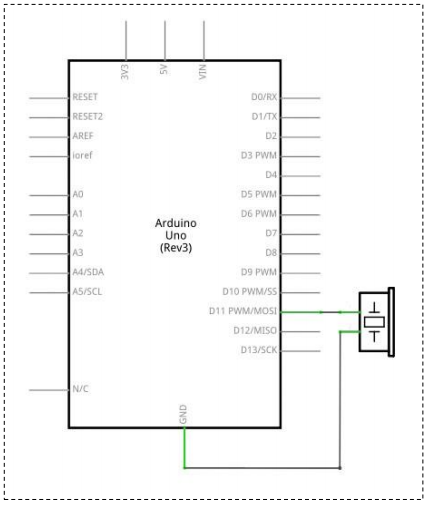 3V3
5V
VIN
RESET
RESET2
AREF
ioref
A0
A1
A2
A3
A4/SDA
A5/SCL
N/C
Arduino
Uno
(Rev3)
D0/RX
D1/TX
D2
D3 PWM
D4
D5 PWM
D6 PWM
D7
D8
D9 PWM
D10 PWM/SS
D11 PWM/MOSI
D12/MISO
D13/SCK
GND